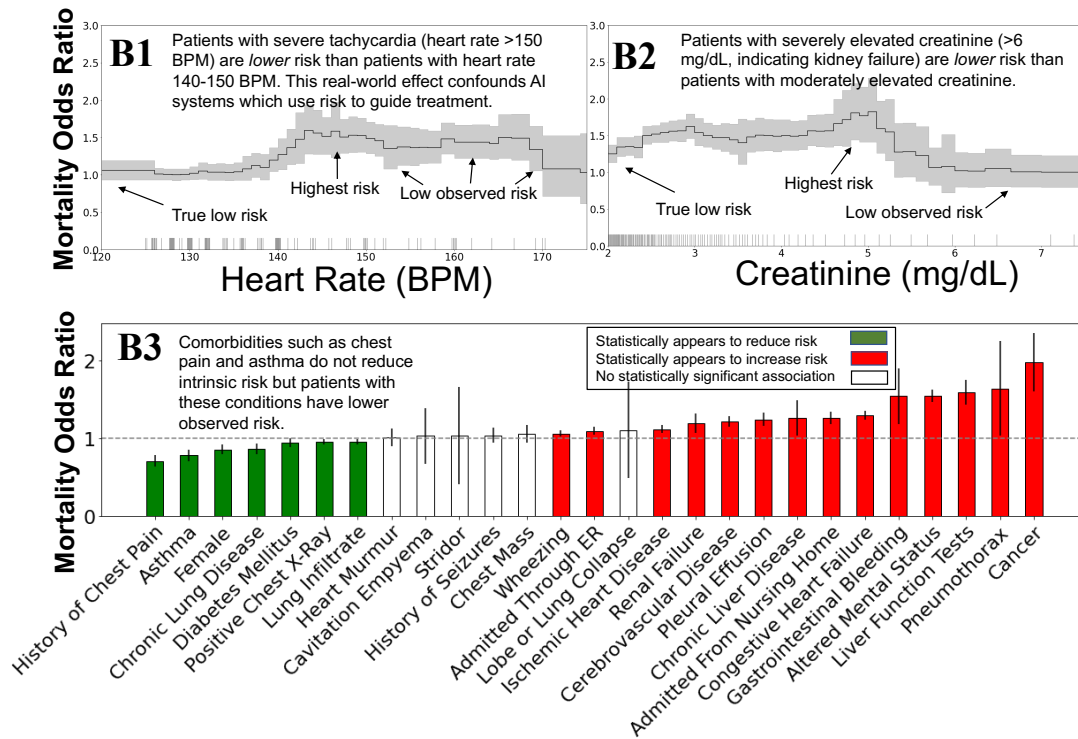 B1
Patients with severe tachycardia (heart rate >150
BPM) are lower risk than patients with heart rate
140-150 BPM. This real-world effect confounds AI
systems which use risk to guide treatment.
Mortality Odds Ratio
3.0
2.5
2.0
1.5
1.0
0.5
0.0
Highest risk
Low observed risk
True low risk
120
130
140
150
160
170
Heart Rate (BPM)
B2
Patients with severely elevated creatinine (>6
mg/dL, indicating kidney failure) are lower risk than
patients with moderately elevated creatinine.
3.0
2.5
2.0
1.5
1.0
0.5
0.0
True low risk
Highest risk
Low observed risk
2
3
4
5
6
7
Creatinine (mg/dL)
B3
Comorbidities such as chest
pain and asthma do not reduce
intrinsic risk but patients with
these conditions have lower
observed risk.
Statistically appears to reduce risk
Statistically appears to increase risk
No statistically significant association
Mortality Odds Ratio
2
1
0
History of Chest Pain
Asthma
Female
Chronic Lung Disease
Diabetes Mellitus
Positive Chest X-Ray
Lung Infiltrate
Heart Murmur
Cavitation Empyema
Stridor
History of Seizures
Chest Mass
Wheezing
Admitted Through ER
Lobe or Lung Collapse
Ischemic Heart Disease
Renal Failure
Cerebrovascular Disease
Pleural Effusion
Chronic Liver Disease
Admitted From Nursing Home
Congestive Heart Failure
Gastrointestinal Bleeding
Altered Mental Status
Liver Function Tests
Pneumothorax
Cancer